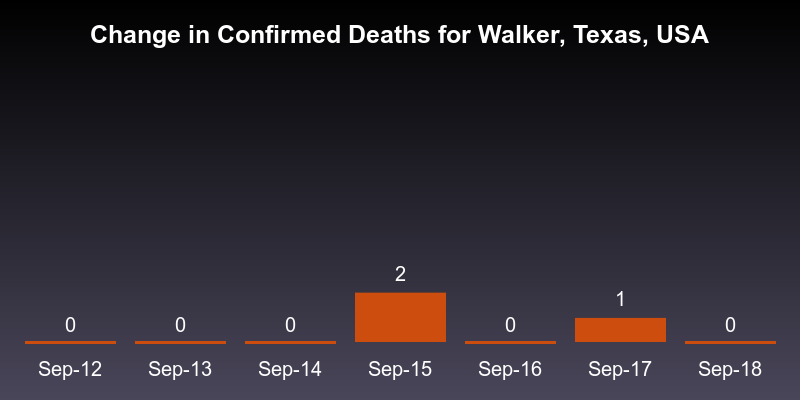 Change in Confirmed Deaths for Walker, Texas, USA
2
1
0 0 0 0 0
Sep-12 Sep-13 Sep-14 Sep-15 Sep-16 Sep-17 Sep-18